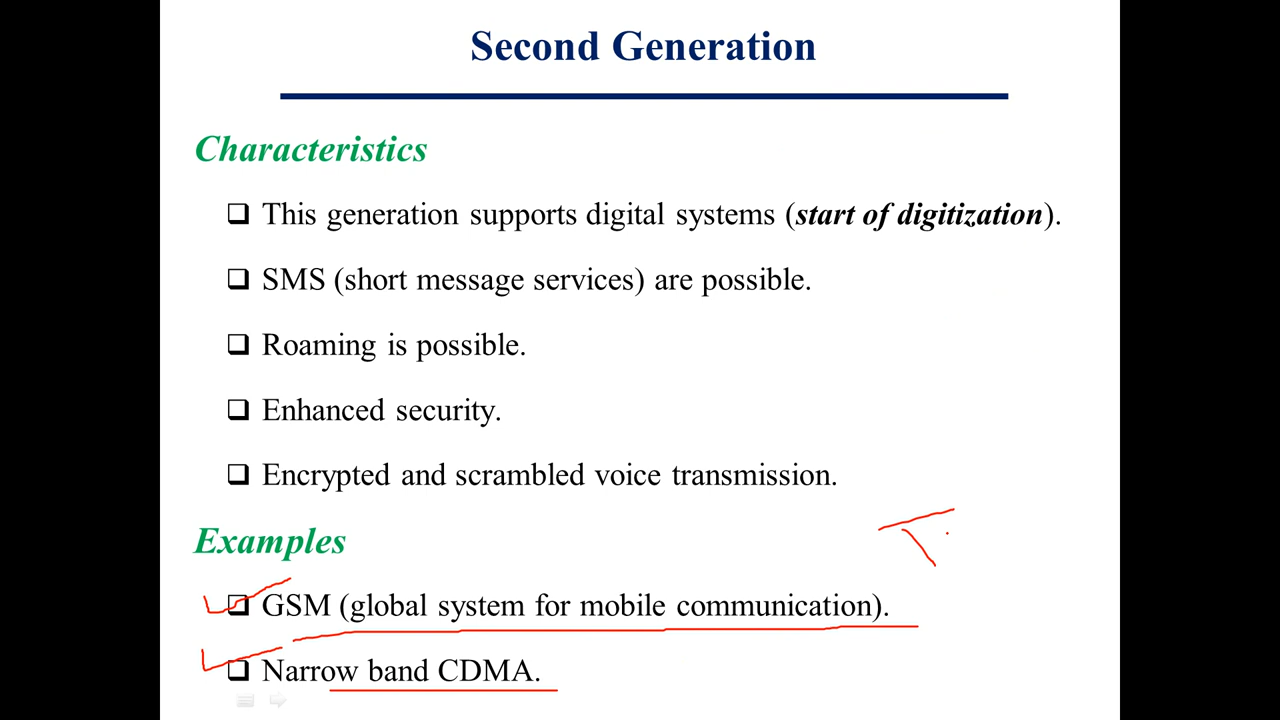 Second Generation
Characteristics
This generation supports digital systems (start of digitization).
SMS (short message services) are possible.
Roaming is possible.
Enhanced security.
Encrypted and scrambled voice transmission.
Examples
GSM (global system for mobile communication).
Narrow band CDMA.